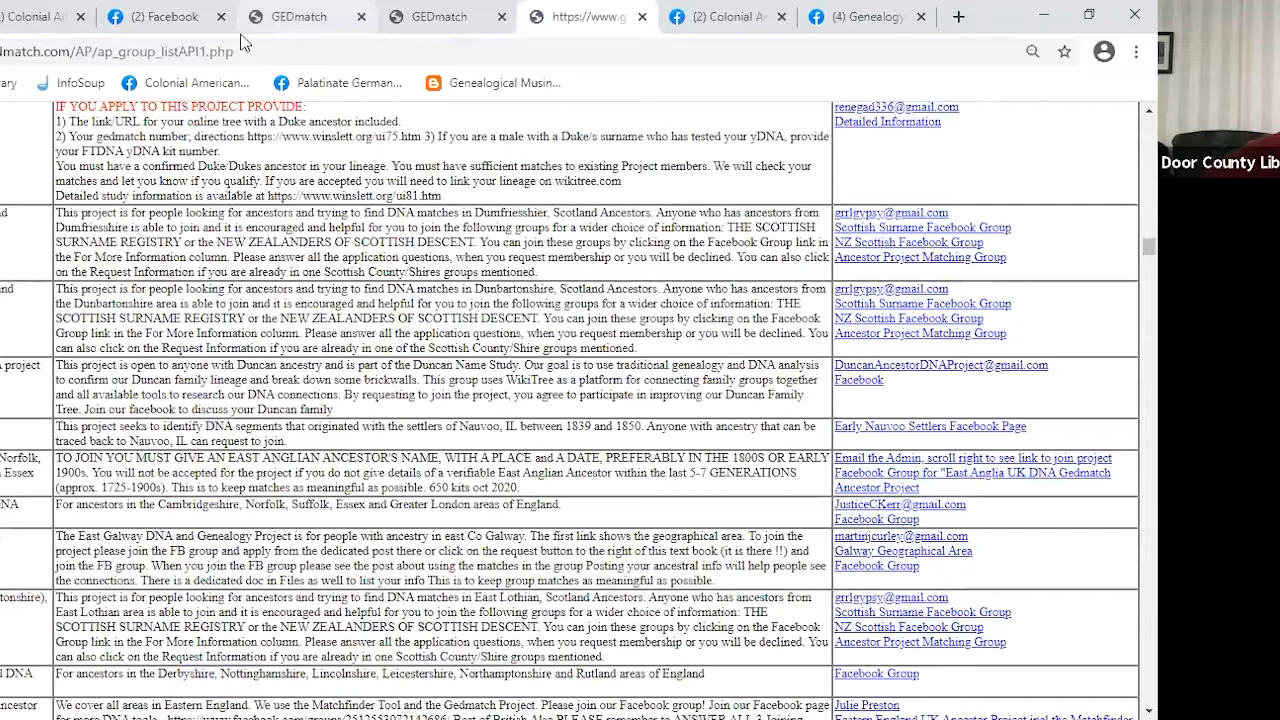 (1) Colonial A
(2) Facebook
GEDmatch
GEDmatch
https://www.g
(2) Colonial A
(4) Genealogy
match.com/AP/ap_group_listAPI1.php
ary
InfoSoup
Colonial American...
Palatinate German...
Genealogical Musin...
IF YOU APPLY TO THIS PROJECT PROVIDE:
1) The link/URL for your online tree with a Duke ancestor included.
2) Your gedmatch number; directions https://www.winslett.org/ui75.htm 3) If you are a male with a Duke/s surname who has tested your yDNA, provide
your FTDNA yDNA kit number.
You must have a confirmed Duke/Dukes ancestor in your lineage. You must have sufficient matches to existing Project members. We will check your
matches and let you know if you qualify. If you are accepted you will need to link your lineage on wikitree.com
Detailed study information is available at https://www.winslett.org/ui81.htm
renegad336@gmail.com
Detailed Information
Door County Lib
nd
This project is for people looking for ancestors and trying to find DNA matches in Dumfriesshier, Scotland Ancestors. Anyone who has ancestors from
Dumfriesshire is able to join and it is encouraged and helpful for you to join the following groups for a wider choice of information: THE SCOTTISH
SURNAME REGISTRY or the NEW ZEALANDERS OF SCOTTISH DESCENT. You can join these groups by clicking on the Facebook Group link in
the For More Information column. Please answer all the application questions, when you request membership or you will be declined. You can also click
on the Request Information if you are already in one Scottish County/Shires groups mentioned.
grrlgypsy@gmail.com
Scottish Surname Facebook Group
NZ Scottish Facebook Group
Ancestor Project Matching Group
and
This project is for people looking for ancestors and trying to find DNA matches in Dunbartonshire, Scotland Ancestors. Anyone who has ancestors from
the Dunbartonshire area is able to join and it is encouraged and helpful for you to join the following groups for a wider choice of information: THE
SCOTTISH SURNAME REGISTRY or the NEW ZEALANDERS OF SCOTTISH DESCENT. You can join these groups by clicking on the Facebook
Group link in the For More Information column. Please answer all the application questions, when you request membership or you will be declined. You
can also click on the Request Information if you are already in one of the Scottish County/Shire groups mentioned.
grrlgypsy@gmail.com
Scottish Surname Facebook Group
NZ Scottish Facebook Group
Ancestor Project Matching Group
A project
This project is open to anyone with Duncan ancestry and is part of the Duncan Name Study. Our goal is to use traditional genealogy and DNA analysis
to confirm our Duncan family lineage and break down some brickwalls. This group uses WikiTree as a platform for connecting family groups together
and all available tools to research our DNA connections. By requesting to join the project, you agree to participate in improving our Duncan Family
Tree. Join our facebook to discuss your Duncan family
DuncanAncestorDNAProject@gmail.com
Facebook
This project seeks to identify DNA segments that originated with the settlers of Nauvoo, IL between 1839 and 1850. Anyone with ancestry that can be
traced back to Nauvoo, IL can request to join.
Early Nauvoo Settlers Facebook Page
Norfolk,
Essex
TO JOIN YOU MUST GIVE AN EAST ANGLIAN ANCESTOR'S NAME, WITH A PLACE and A DATE, PREFERABLY IN THE 1800S OR EARLY
1900s. You will not be accepted for the project if you do not give details of a verifiable East Anglian Ancestor within the last 5-7 GENERATIONS
(approx. 1725-1900s). This is to keep matches as meaningful as possible. 650 kits oct 2020.
Email the Admin, scroll right to see link to join project
Facebook Group for "East Anglia UK DNA Gedmatch
Ancestor Project
DNA
For ancestors in the Cambridgeshire, Norfolk, Suffolk, Essex and Greater London areas of England.
JusticeCKerr@gmail.com
Facebook Group
The East Galway DNA and Genealogy Project is for people with ancestry in east Co Galway. The first link shows the geographical area. To join the
project please join the FB group and apply from the dedicated post there or click on the request button to the right of this text book (it is there !!) and
join the FB group. When you join the FB group please see the post about using the matches in the group Posting your ancestral info will help people see
the connections. There is a dedicated doc in Files as well to list your info This is to keep group matches as meaningful as possible.
martinjcurley@gmail.com
Galway Geographical Area
Facebook Group
tonshire),
This project is for people looking for ancestors and trying to find DNA matches in East Lothian, Scotland Ancestors. Anyone who has ancestors from
East Lothian area is able to join and it is encouraged and helpful for you to join the following groups for a wider choice of information: THE
SCOTTISH SURNAME REGISTRY or the NEW ZEALANDERS OF SCOTTISH DESCENT. You can join these groups by clicking on the Facebook
Group link in the For More Information column. Please answer all the application questions, when you request membership or you will be declined. You
can also click on the Request Information if you are already in one Scottish County/Shire groups mentioned.
grrlgypsy@gmail.com
Scottish Surname Facebook Group
NZ Scottish Facebook Group
Ancestor Project Matching Group
DNA
For ancestors in the Derbyshire, Nottinghamshire, Lincolnshire, Leicestershire, Northamptonshire and Rutland areas of England
Facebook Group
ncestor
We cover all areas in Eastern England. We use the Matchfinder Tool and the Gedmatch Project. Please join our Facebook group! Join our Facebook page
Julie Preston